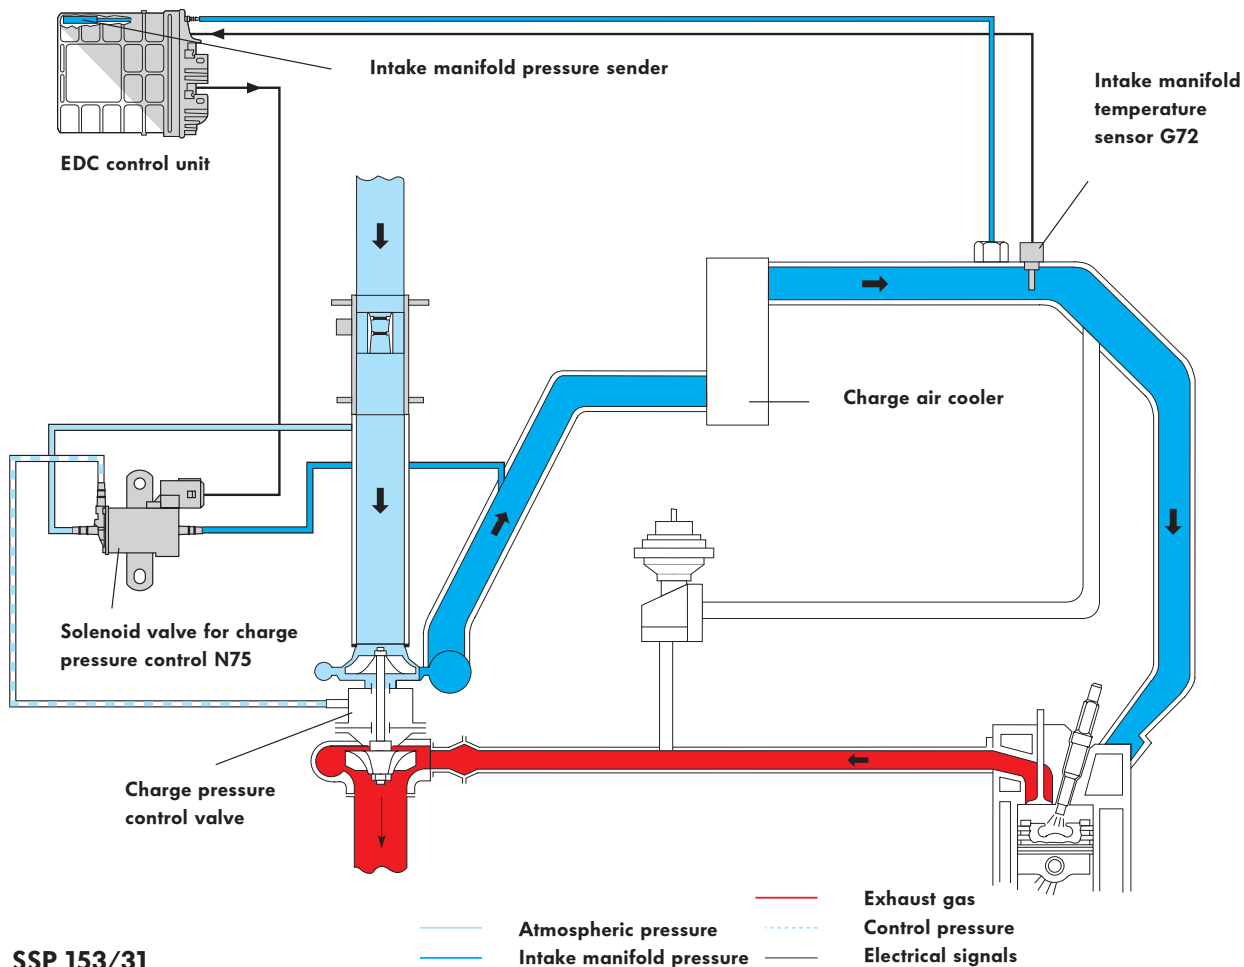 Intake manifold pressure sender
Intake manifold
temperature
sensor G72
EDC control unit
Charge air cooler
Solenoid valve for charge
pressure control N75
Charge pressure
control valve
Exhaust gas
Atmospheric pressure
Control pressure
Intake manifold pressure
Electrical signals
SSP 153/31